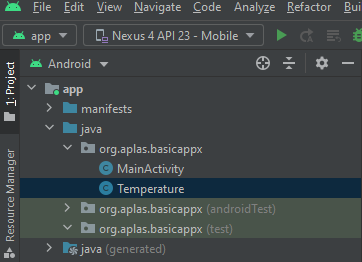 File Edit View Navigate Code Analyze Refactor
app Nexus 4 API 23 - Mobile
1: Project
Android
app
manifests
java
org.aplas.basicappx
C MainActivity
C Temperature
org.aplas.basicappx (androidTest)
org.aplas.basicappx (test)
java (generated)
Resource Manager